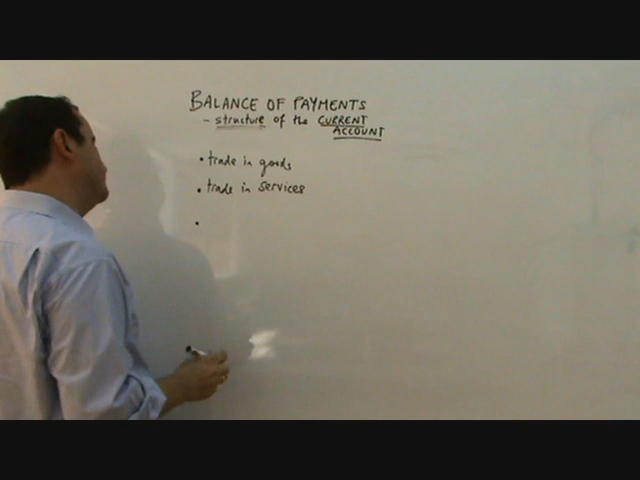 BALANCE OF PAYMENTS
- structure of the CURRENT
ACCOUNT
• trade in goods
• trade in services
•